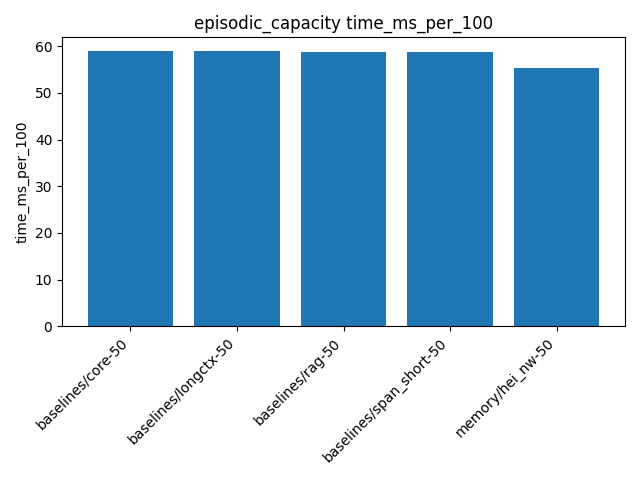 episodic_capacity time_ms_per_100
time_ms_per_100
60
50
40
30
20
10
0
baselines/core-50
baselines/longctx-50
baselines/rag-50
baselines/span_short-50
memory/hei_nw-50